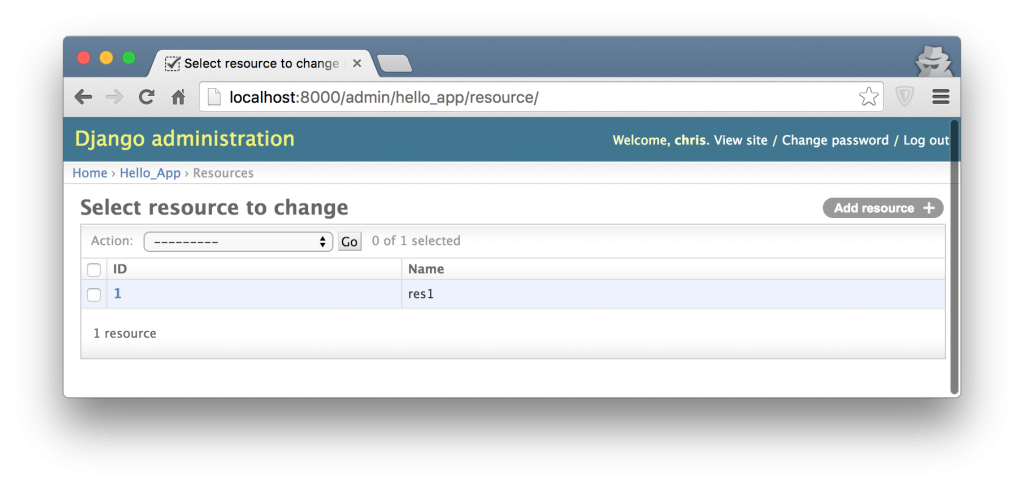 Select resource to change
localhost:8000/admin/hello_app/resource/
Django administration
Welcome, chris. View site / Change password / Log out
Home › Hello_App › Resources
Select resource to change
Add resource +
Action: --------- Go 0 of 1 selected
ID Name
1 res1
1 resource